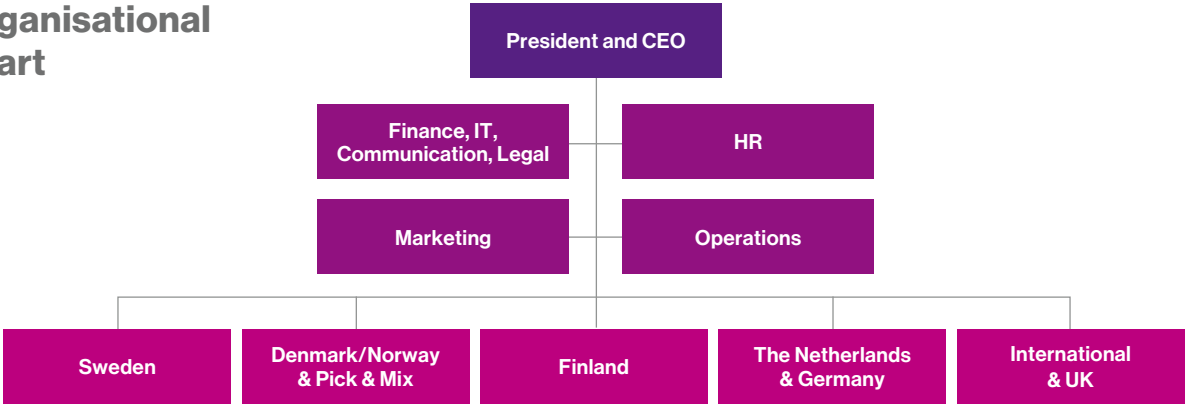 ganisational
art
President and CEO
Finance, IT,
Communication, Legal
HR
Marketing
Operations
Sweden
Denmark/Norway
& Pick & Mix
Finland
The Netherlands
& Germany
International
& UK